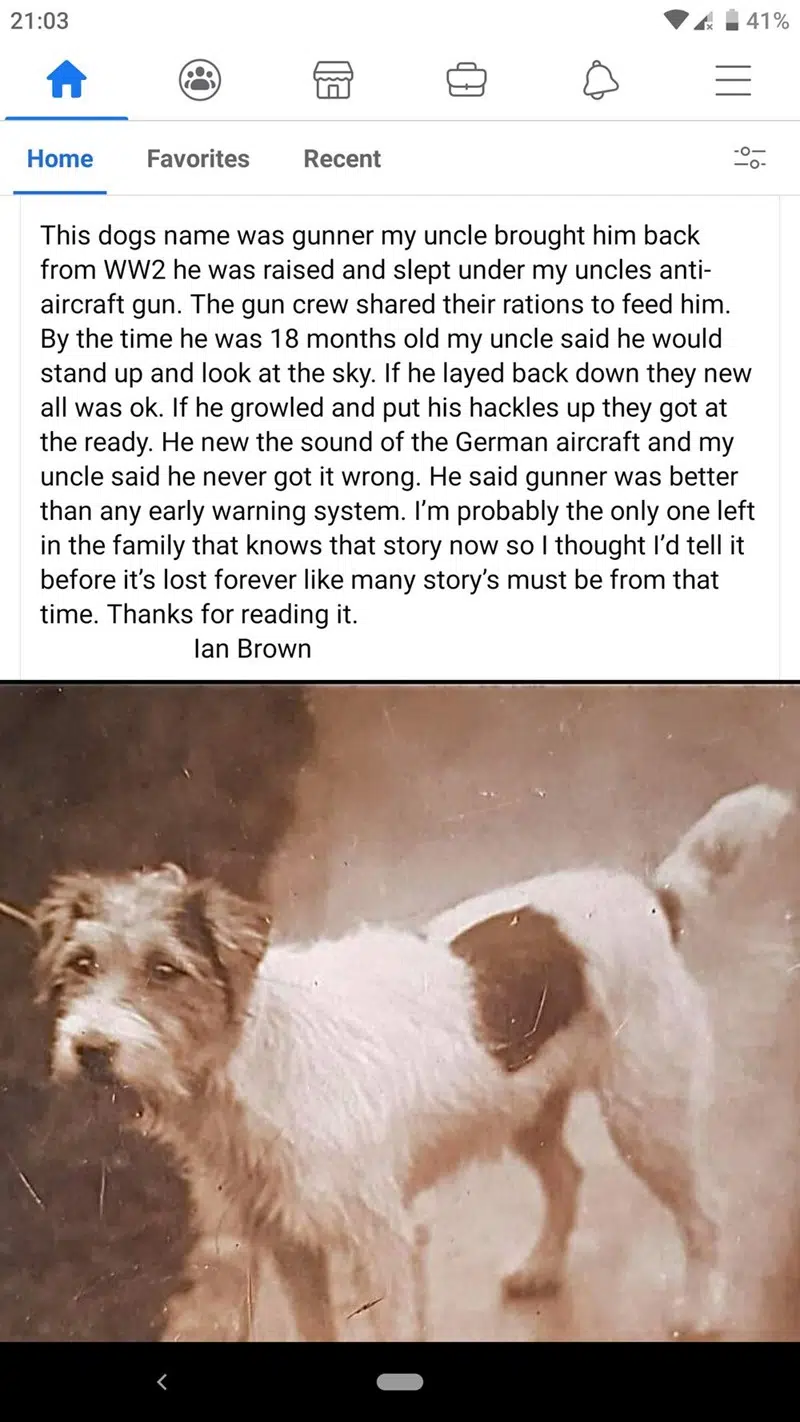 21:03
41%
Home Favorites Recent
This dogs name was gunner my uncle brought him back
from WW2 he was raised and slept under my uncles anti-
aircraft gun. The gun crew shared their rations to feed him.
By the time he was 18 months old my uncle said he would
stand up and look at the sky. If he layed back down they new
all was ok. If he growled and put his hackles up they got at
the ready. He new the sound of the German aircraft and my
uncle said he never got it wrong. He said gunner was better
than any early warning system. I’m probably the only one left
in the family that knows that story now so I thought I’d tell it
before it’s lost forever like many story’s must be from that
time. Thanks for reading it.
Ian Brown